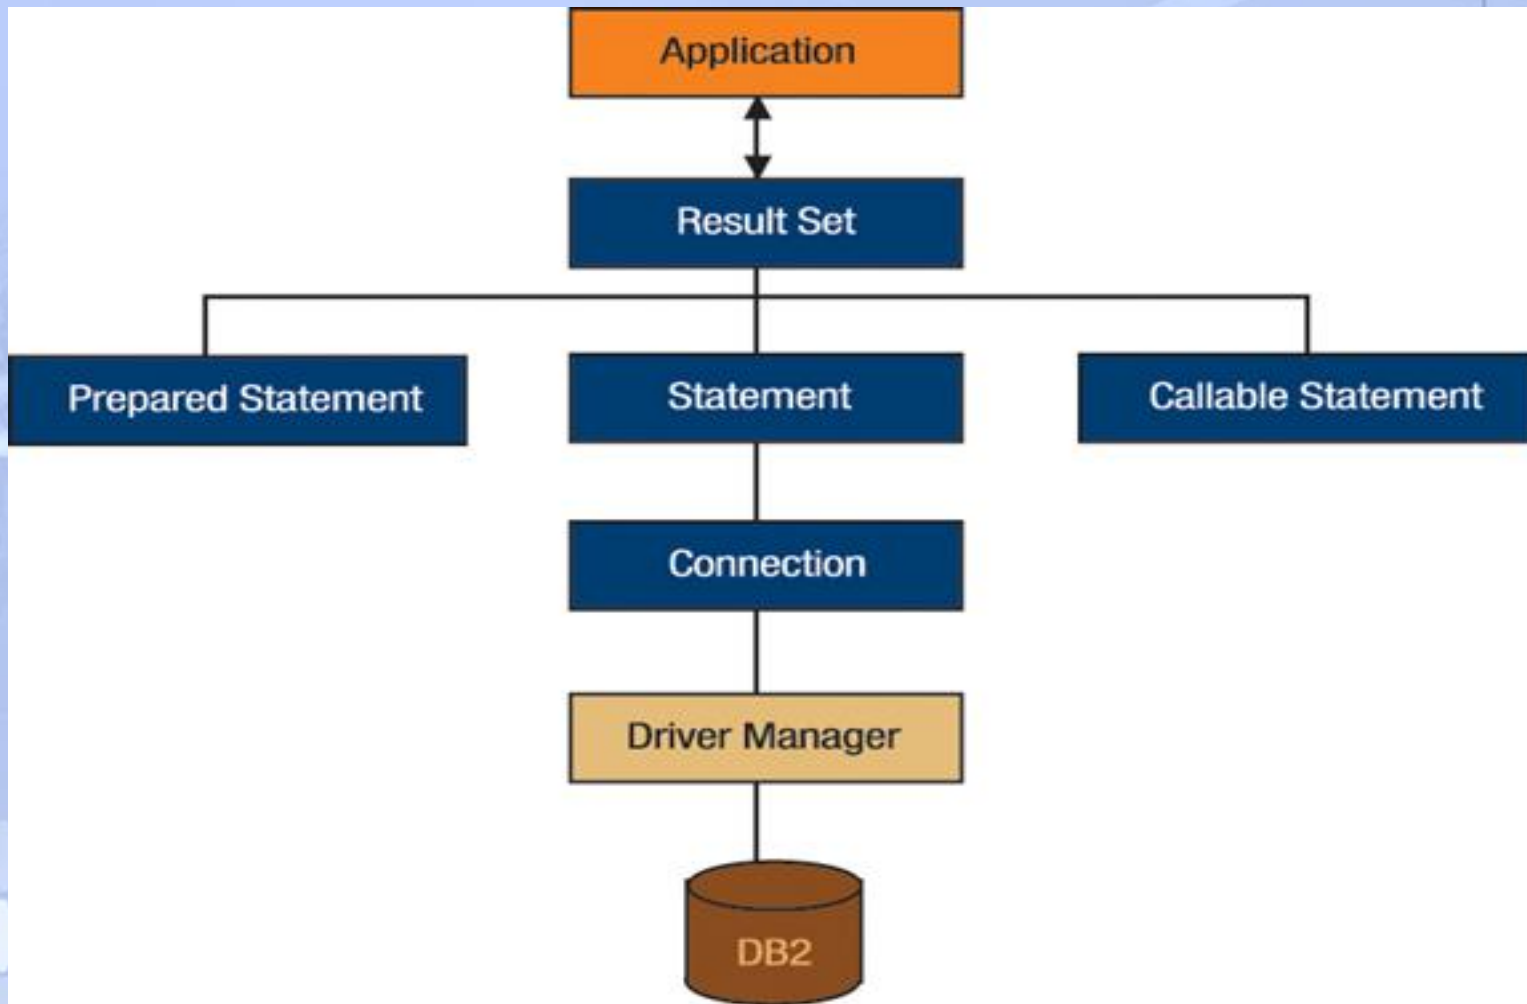 Application
Result Set
Prepared Statement
Statement
Callable Statement
Connection
Driver Manager
DB2